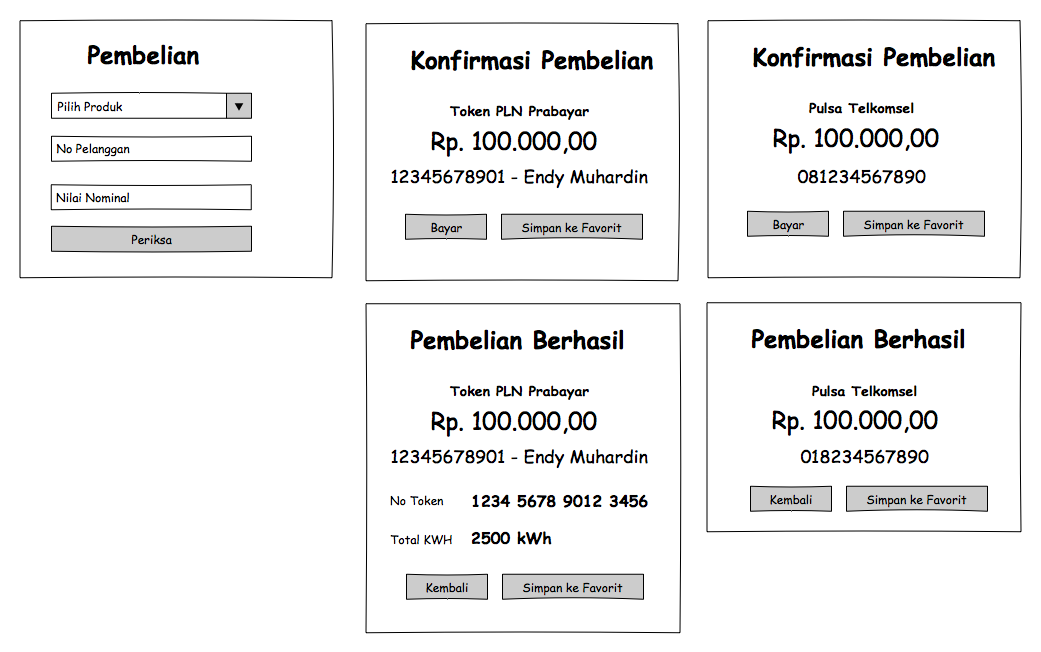 Pembelian
Pilih Produk
No Pelanggan
Nilai Nominal
Periksa
Konfirmasi Pembelian
Token PLN Prabayar
Rp. 100.000,00
12345678901 - Endy Muhardin
Bayar
Simpan ke Favorit
Konfirmasi Pembelian
Pulsa Telkomsel
Rp. 100.000,00
081234567890
Bayar
Simpan ke Favorit
Pembelian Berhasil
Token PLN Prabayar
Rp. 100.000,00
12345678901 - Endy Muhardin
No Token 1234 5678 9012 3456
Total KWH 2500 kWh
Kembali
Simpan ke Favorit
Pembelian Berhasil
Pulsa Telkomsel
Rp. 100.000,00
018234567890
Kembali
Simpan ke Favorit